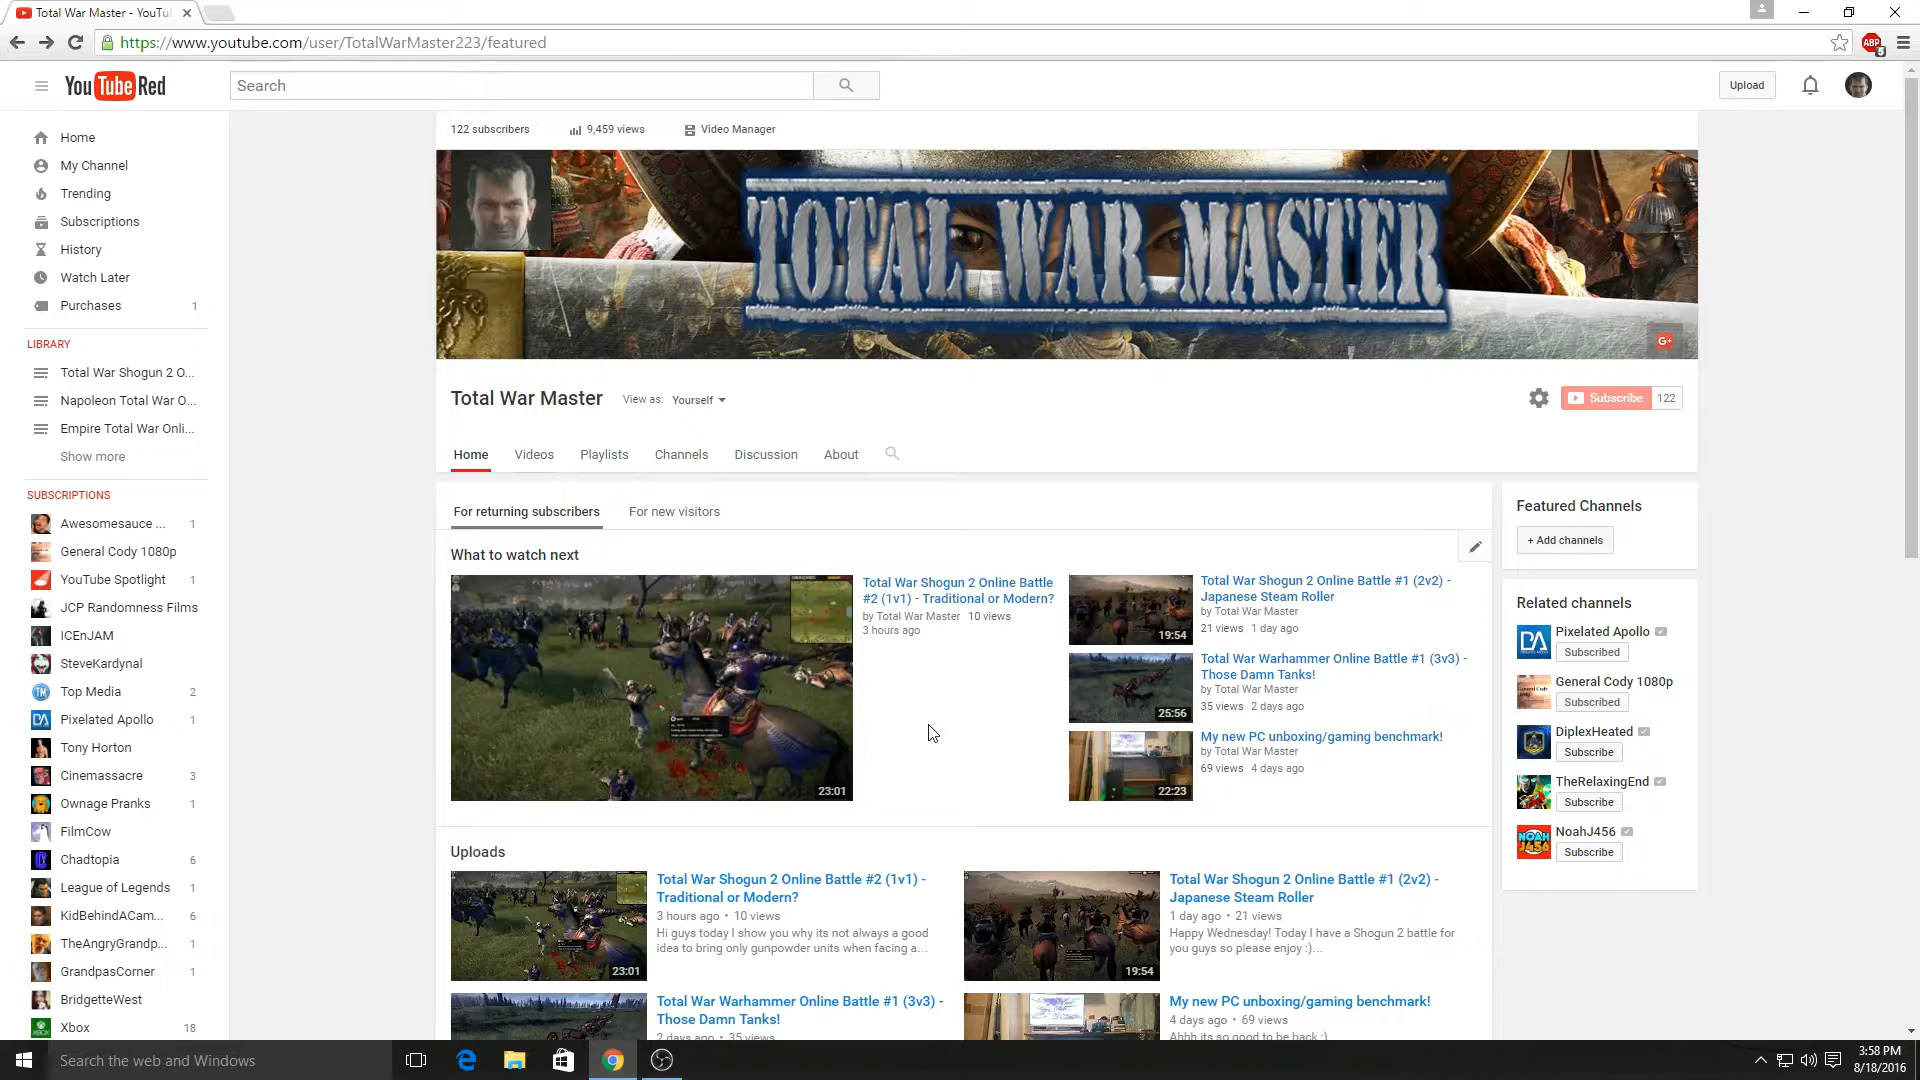 Total War Master - YouTu
https://www.youtube.com/user/TotalWarMaster223/featured
ABP
YouTube Red
Search
Upload
Home
My Channel
Trending
Subscriptions
History
Watch Later
Purchases 1
LIBRARY
Total War Shogun 2 O...
Napoleon Total War O...
Empire Total War Onli...
Show more
SUBSCRIPTIONS
Awesomesauce ... 1
General Cody 1080p
YouTube Spotlight 1
JCP Randomness Films
ICEnJAM
SteveKardynal
Top Media 2
Pixelated Apollo 1
Tony Horton
Cinemassacre 3
Ownage Pranks 1
FilmCow
Chadtopia 6
League of Legends 1
KidBehindACam... 6
TheAngryGrandp... 1
GrandpasCorner 1
BridgetteWest
Xbox 18
122 subscribers 9,459 views Video Manager
TOTAL WAR MASTER
G+
Total War Master View as: Yourself
Subscribe 122
Home Videos Playlists Channels Discussion About
For returning subscribers For new visitors
What to watch next
23:01
Total War Shogun 2 Online Battle
#2 (1v1) - Traditional or Modern?
by Total War Master 10 views
3 hours ago
19:54
Total War Shogun 2 Online Battle #1 (2v2) -
Japanese Steam Roller
by Total War Master
21 views 1 day ago
25:56
Total War Warhammer Online Battle #1 (3v3) -
Those Damn Tanks!
by Total War Master
35 views 2 days ago
22:23
My new PC unboxing/gaming benchmark!
by Total War Master
69 views 4 days ago
Uploads
23:01
Total War Shogun 2 Online Battle #2 (1v1) -
Traditional or Modern?
3 hours ago • 10 views
Hi guys today I show you why its not always a good
idea to bring only gunpowder units when facing a...
19:54
Total War Shogun 2 Online Battle #1 (2v2) -
Japanese Steam Roller
1 day ago • 21 views
Happy Wednesday! Today I have a Shogun 2 battle for
you guys so please enjoy :)...
Total War Warhammer Online Battle #1 (3v3) -
Those Damn Tanks!
2 days ago • 35 views
My new PC unboxing/gaming benchmark!
4 days ago • 69 views
Ahhh its so good to be back :)
Featured Channels
+ Add channels
Related channels
Pixelated Apollo
Subscribed
General Cody 1080p
Subscribed
DiplexHeated
Subscribe
TheRelaxingEnd
Subscribe
NOAH J456
NoahJ456
Subscribe
Search the web and Windows
3:58 PM
8/18/2016